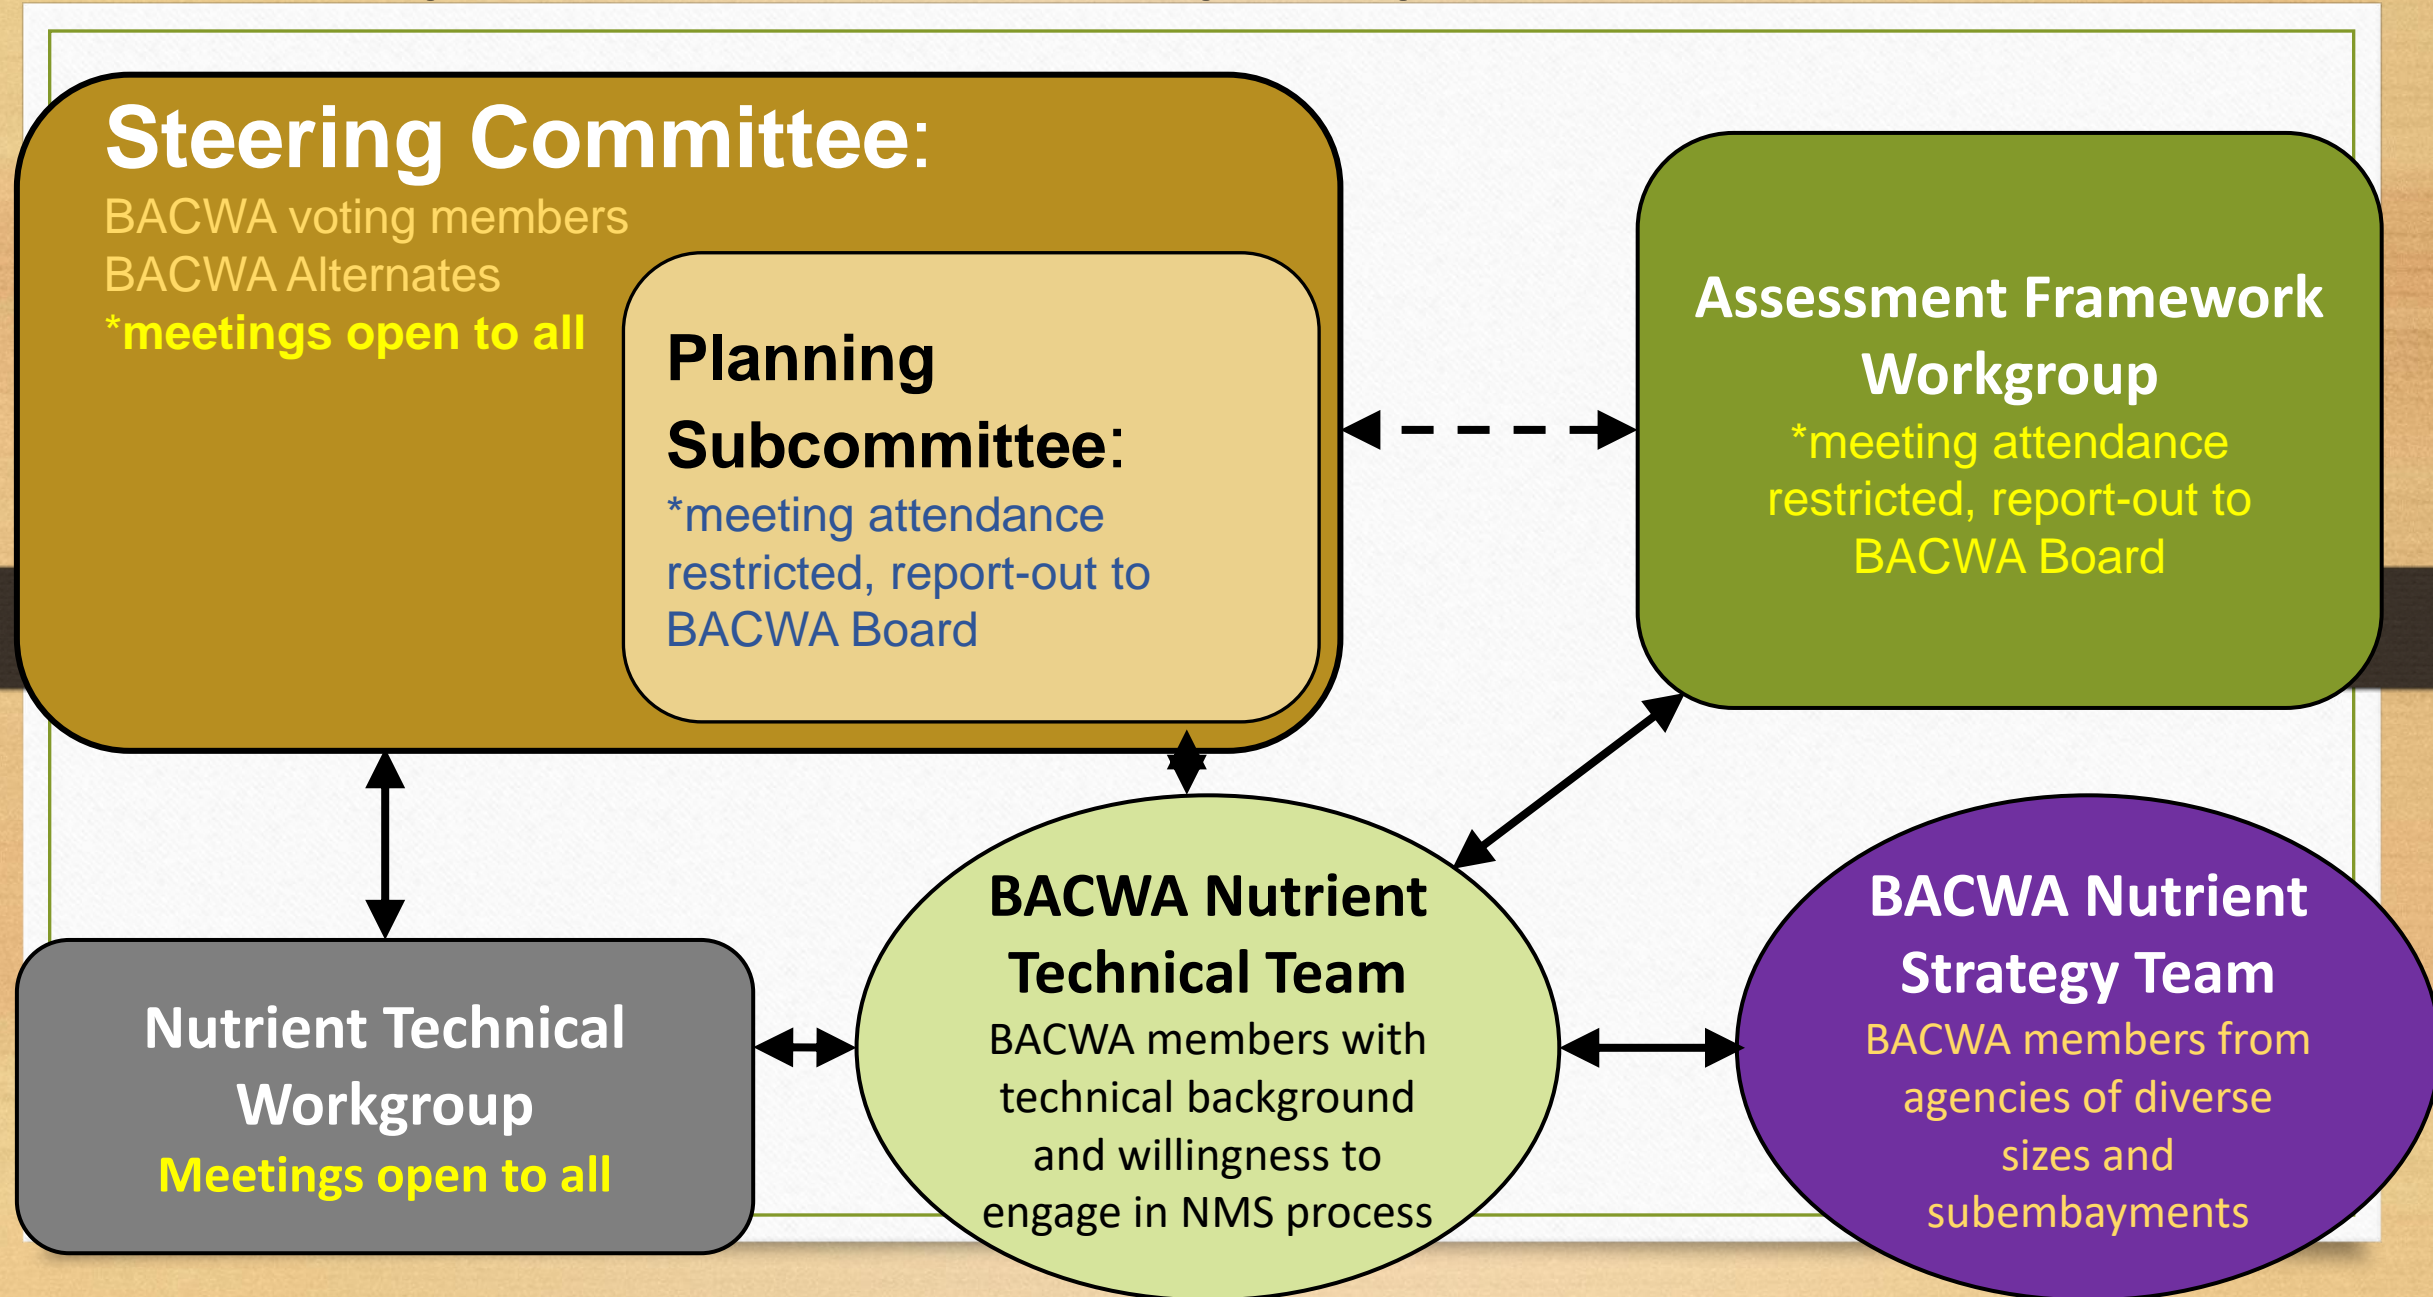 Steering Committee:
BACWA voting members
BACWA Alternates
*meetings open to all
Planning
Subcommittee:
*meeting attendance
restricted, report-out to
BACWA Board
Assessment Framework
Workgroup
*meeting attendance
restricted, report-out to
BACWA Board
Nutrient Technical
Workgroup
Meetings open to all
BACWA Nutrient
Technical Team
BACWA members with
technical background
and willingness to
engage in NMS process
BACWA Nutrient
Strategy Team
BACWA members from
agencies of diverse
sizes and
subembayments